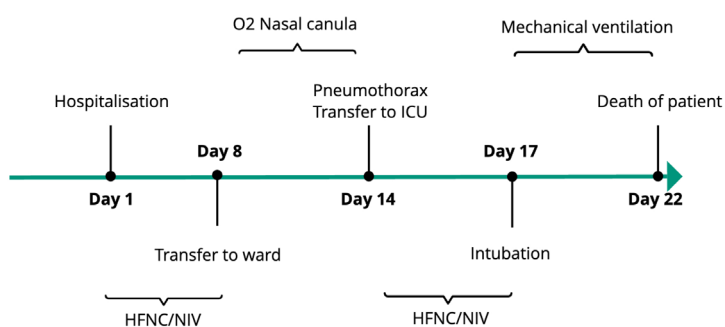 O2 Nasal canula
Mechanical ventilation
Hospitalisation
Pneumothorax
Transfer to ICU
Death of patient
Day 8
Day 17
Day 1
Day 14
Day 22
Transfer to ward
Intubation
HFNC/NIV
HFNC/NIV